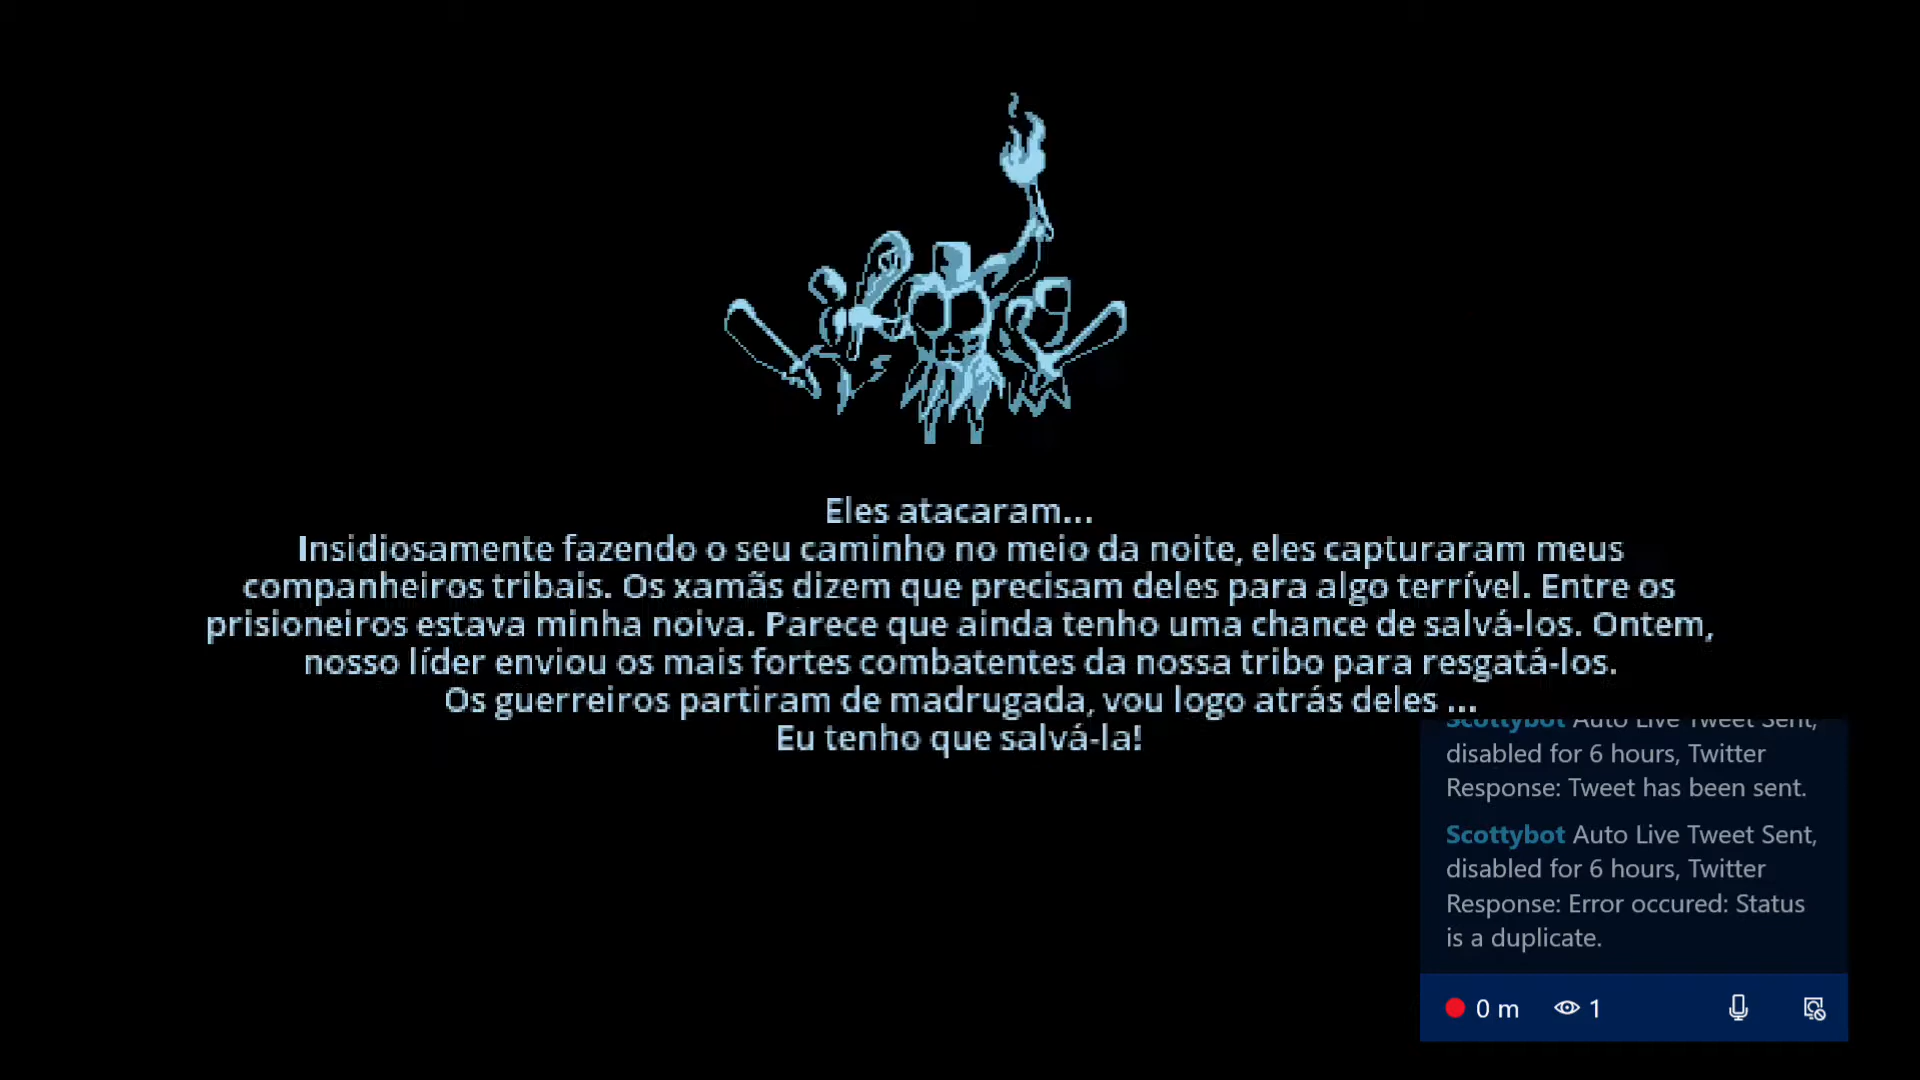 Eles atacaram...
Insidiosamente fazendo o seu caminho no meio da noite, eles capturaram meus
companheiros tribais. Os xamãs dizem que precisam deles para algo terrível. Entre os
prisioneiros estava minha noiva. Parece que ainda tenho uma chance de salvá-los. Ontem,
nosso líder enviou os mais fortes combatentes da nossa tribo para resgatá-los.
Os guerreiros partiram de madrugada, vou logo atrás deles ...
Eu tenho que salvá-la!
Scottybot Auto Live Tweet Sent,
disabled for 6 hours, Twitter
Response: Tweet has been sent.
Scottybot Auto Live Tweet Sent,
disabled for 6 hours, Twitter
Response: Error occured: Status
is a duplicate.
0 m 1